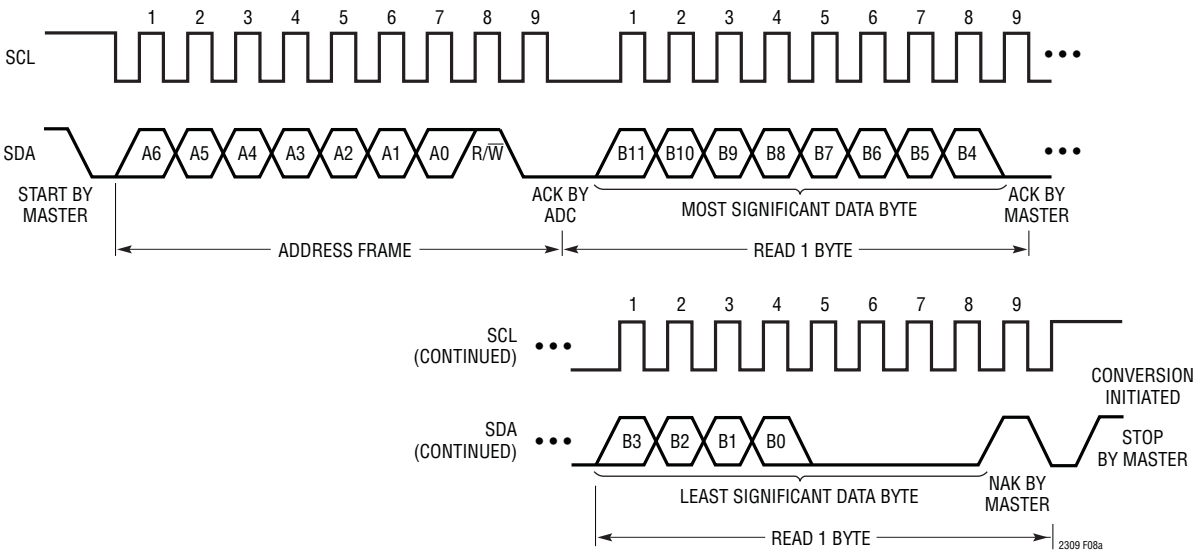 1 2 3 4 5 6 7 8 9 1 2 3 4 5 6 7 8 9
SCL
•••
SDA
A6 A5 A4 A3 A2 A1 A0 R/W̅ B11 B10 B9 B8 B7 B6 B5 B4
•••
START BY
MASTER
ACK BY
ADC
MOST SIGNIFICANT DATA BYTE
ACK BY
MASTER
ADDRESS FRAME
READ 1 BYTE
1 2 3 4 5 6 7 8 9
SCL
(CONTINUED)
•••
CONVERSION
INITIATED
SDA
(CONTINUED)
•••
B3 B2 B1 B0
STOP
BY MASTER
LEAST SIGNIFICANT DATA BYTE
NAK BY
MASTER
READ 1 BYTE
2309 F08a